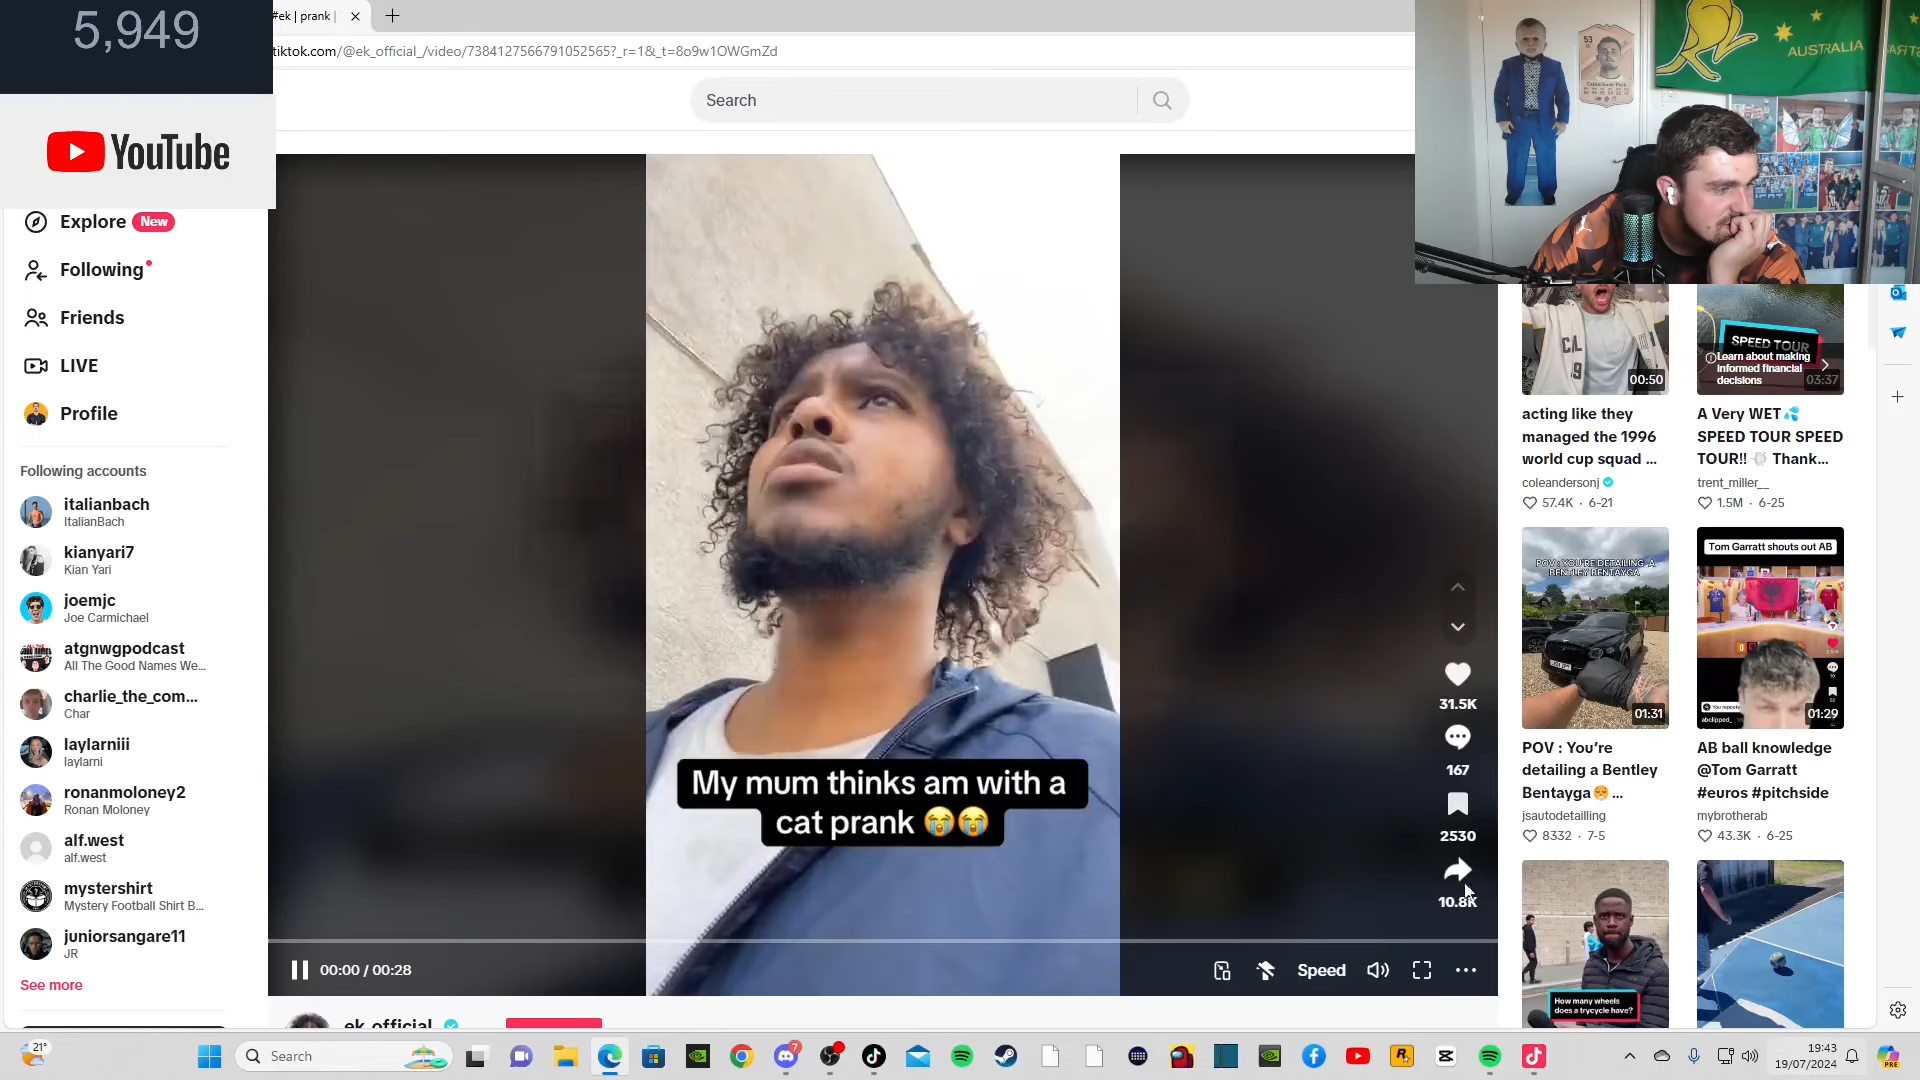 5,949
YouTube
#ek | prank |
tiktok.com/@ek_official_/video/7384127566791052565?_r=1&_t=8o9w1OWGmZd
Search
AUSTRALIA
53
Explore New
Following
Friends
LIVE
Profile
Following accounts
italianbach
ItalianBach
kianyari7
Kian Yari
joemjc
Joe Carmichael
atgnwgpodcast
All The Good Names We...
charlie_the_com...
Char
laylarniii
laylarni
ronanmoloney2
Ronan Moloney
alf.west
alf.west
mystershirt
Mystery Football Shirt B...
juniorsangare11
JR
See more
My mum thinks am with a
cat prank 😭😭
31.5K
167
2530
10.8K
00:00 / 00:28
Speed
ek_official
00:50
acting like they
managed the 1996
world cup squad ...
coleandersonj
57.4K · 6-21
SPEED TOUR
Learn about making
informed financial
decisions
03:37
A Very WET💦
SPEED TOUR SPEED
TOUR!! Thank...
trent_miller__
1.5M · 6-25
POV : YOU'RE DETAILING A
BENTLEY BENTAYGA
01:31
POV : You're
detailing a Bentley
Bentayga😤 ...
jsautodetailling
8332 · 7-5
Tom Garratt shouts out AB
01:29
AB ball knowledge
@Tom Garratt
#euros #pitchside
mybrotherab
43.3K · 6-25
How many wheels
does a trycycle have?
21°
Search
7
19:43
19/07/2024
PRE